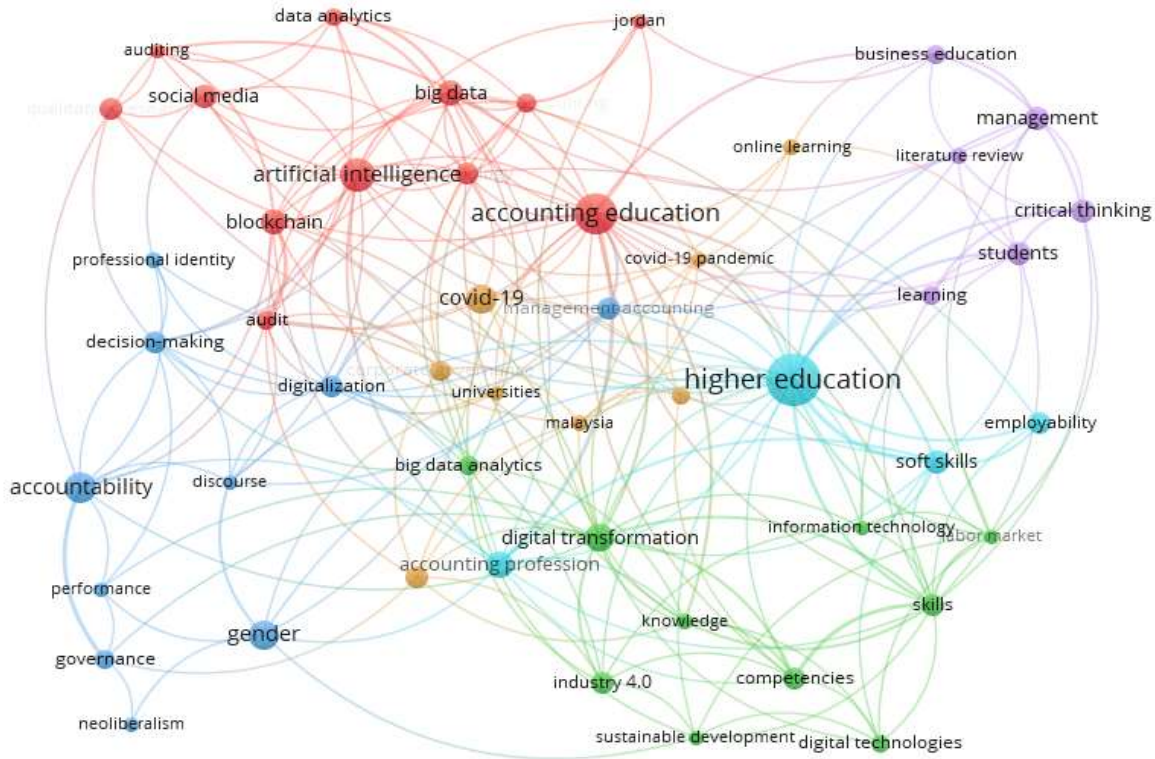 data analytics
jordan
auditing
business education
social media
big data
management
online learning
literature review
artificial intelligence
accounting education
critical thinking
blockchain
students
professional identity
covid-19 pandemic
covid-19
learning
management accounting
audit
decision-making
higher education
digitalization
universities
malaysia
employability
big data analytics
soft skills
accountability
discourse
information technology
digital transformation
labor market
accounting profession
performance
skills
knowledge
gender
governance
industry 4.0
competencies
neoliberalism
sustainable development
digital technologies